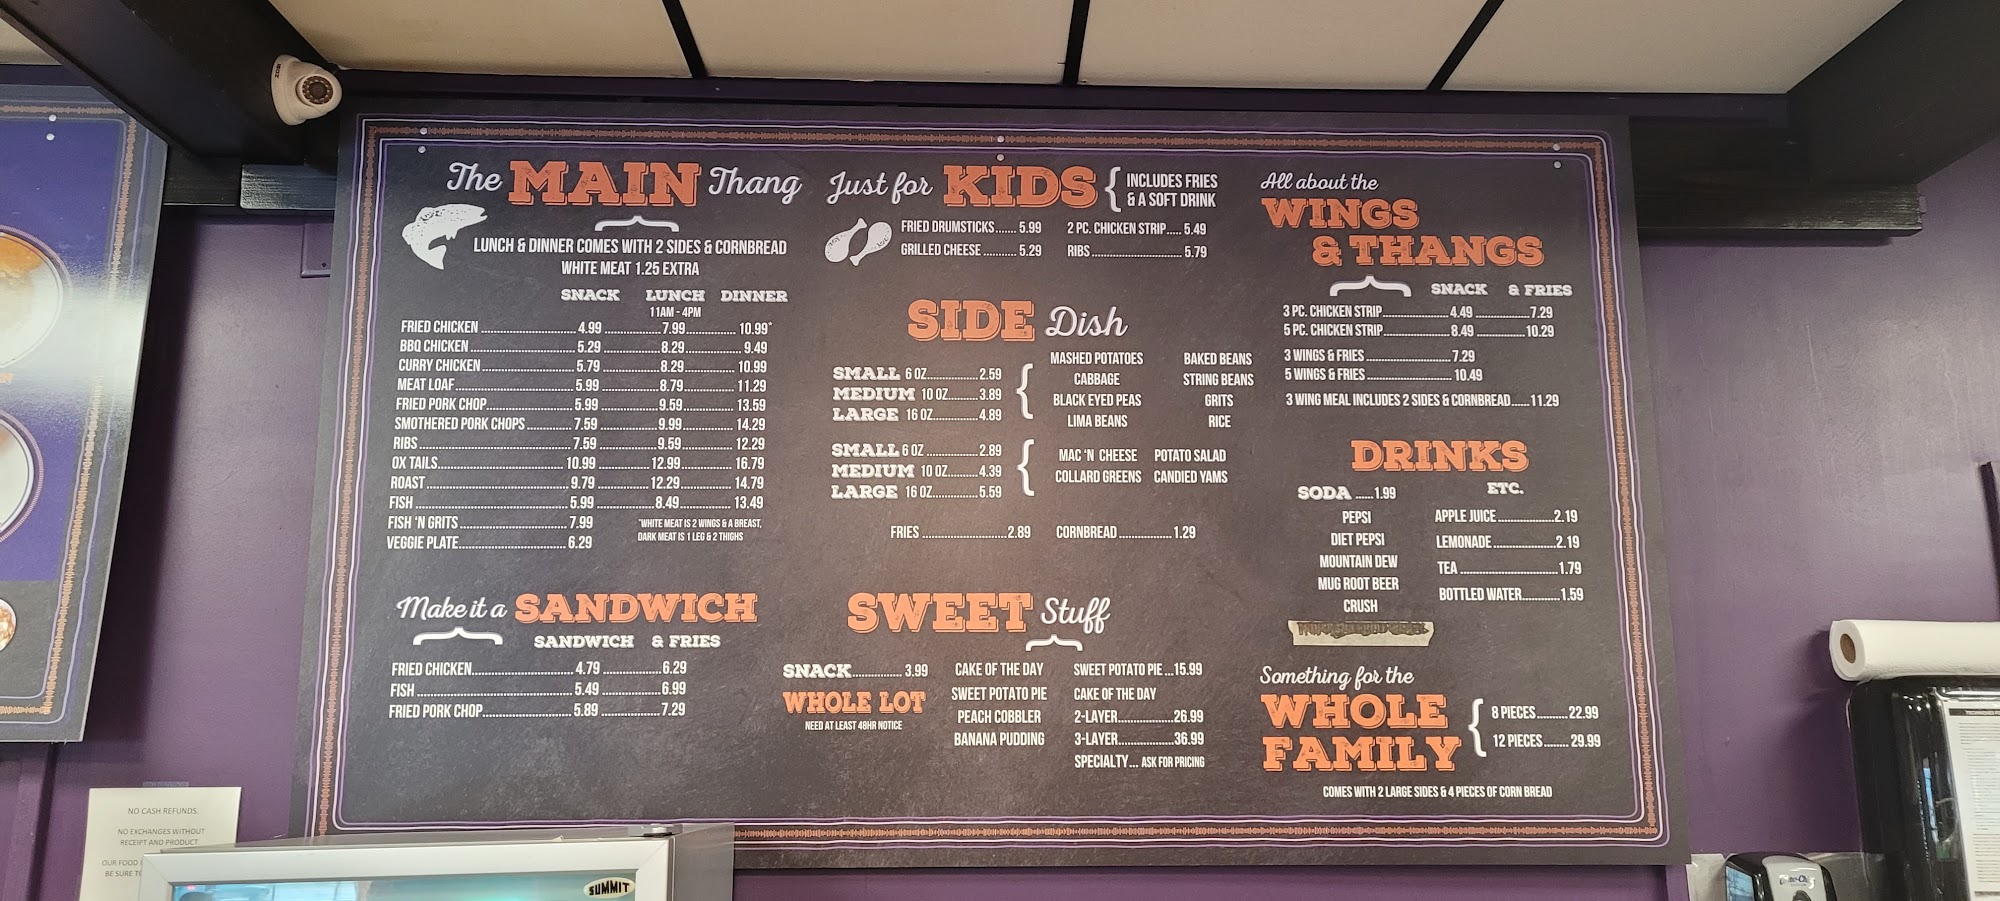 The MAIN Thang
LUNCH & DINNER COMES WITH 2 SIDES & CORNBREAD
WHITE MEAT 1.25 EXTRA
SNACK LUNCH DINNER
11AM - 4PM
FRIED CHICKEN 4.99 7.99 10.99*
BBQ CHICKEN 5.29 8.29 9.49
CURRY CHICKEN 5.79 8.29 10.99
MEAT LOAF 5.99 8.79 11.29
FRIED PORK CHOP 5.99 9.59 13.59
SMOTHERED PORK CHOPS 7.59 9.99 14.29
RIBS 7.59 9.59 12.29
OX TAILS 10.99 12.99 16.79
ROAST 9.79 12.29 14.79
FISH 5.99 8.49 13.49
FISH 'N GRITS 7.99
VEGGIE PLATE 6.29
*WHITE MEAT IS 2 WINGS & A BREAST,
DARK MEAT IS 1 LEG & 2 THIGHS
Make it a SANDWICH
SANDWICH & FRIES
FRIED CHICKEN 4.79 6.29
FISH 5.49 6.99
FRIED PORK CHOP 5.89 7.29
Just for KIDS
INCLUDES FRIES
& A SOFT DRINK
FRIED DRUMSTICKS 5.99 2 PC. CHICKEN STRIP 5.49
GRILLED CHEESE 5.29 RIBS 5.79
SIDE Dish
SMALL 6 OZ 2.59
MEDIUM 10 OZ 3.89
LARGE 16 OZ 4.89
MASHED POTATOES BAKED BEANS
CABBAGE STRING BEANS
BLACK EYED PEAS GRITS
LIMA BEANS RICE
SMALL 6 OZ 2.89
MEDIUM 10 OZ 4.39
LARGE 16 OZ 5.59
MAC 'N CHEESE POTATO SALAD
COLLARD GREENS CANDIED YAMS
FRIES 2.89 CORNBREAD 1.29
SWEET Stuff
SNACK 3.99
WHOLE LOT
NEED AT LEAST 48HR NOTICE
CAKE OF THE DAY
SWEET POTATO PIE
PEACH COBBLER
BANANA PUDDING
SWEET POTATO PIE 15.99
CAKE OF THE DAY
2-LAYER 26.99
3-LAYER 36.99
SPECIALTY... ASK FOR PRICING
All about the
WINGS
& THANGS
SNACK & FRIES
3 PC. CHICKEN STRIP 4.49 7.29
5 PC. CHICKEN STRIP 8.49 10.29
3 WINGS & FRIES 7.29
5 WINGS & FRIES 10.49
3 WING MEAL INCLUDES 2 SIDES & CORNBREAD 11.29
DRINKS
SODA 1.99
PEPSI
DIET PEPSI
MOUNTAIN DEW
MUG ROOT BEER
CRUSH
ETC.
APPLE JUICE 2.19
LEMONADE 2.19
TEA 1.79
BOTTLED WATER 1.59
Something for the
WHOLE
FAMILY
8 PIECES 22.99
12 PIECES 29.99
COMES WITH 2 LARGE SIDES & 4 PIECES OF CORN BREAD
NO CASH REFUNDS.
NO EXCHANGES WITHOUT
RECEIPT AND PRODUCT
OUR FOOD
BE SURE
SUMMIT